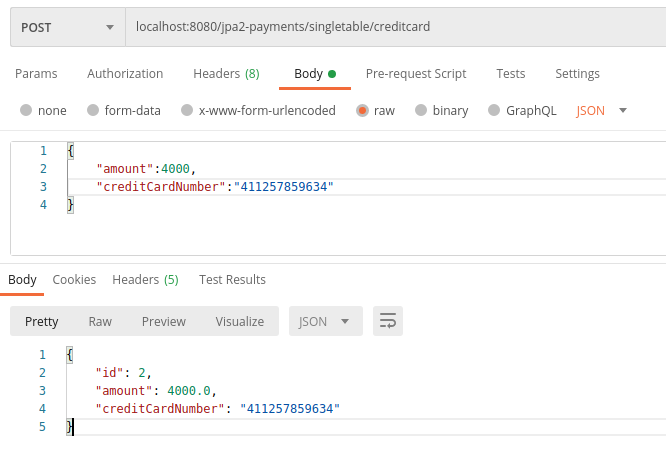 POST localhost:8080/jpa2-payments/singletable/creditcard
Params Authorization Headers (8) Body Pre-request Script Tests Settings
none form-data x-www-form-urlencoded raw binary GraphQL JSON
1 {
2 "amount":4000,
3 "creditCardNumber":"411257859634"
4 }
Body Cookies Headers (5) Test Results
Pretty Raw Preview Visualize JSON
1 {
2 "id": 2,
3 "amount": 4000.0,
4 "creditCardNumber": "411257859634"
5 }